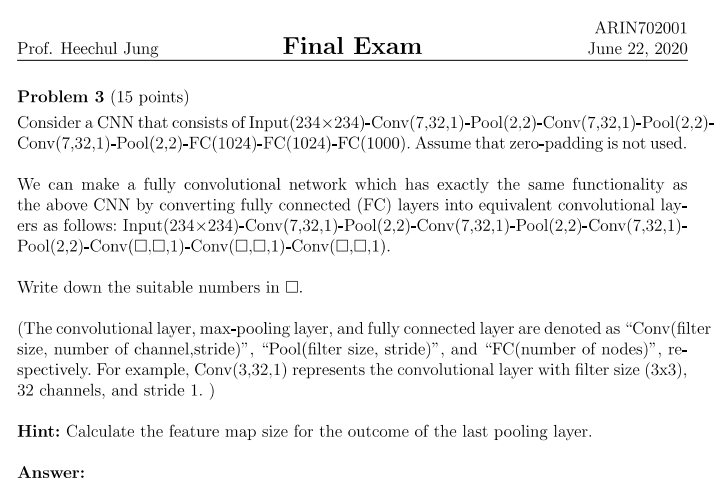 ARIN702001
Prof. Heechul Jung Final Exam June 22, 2020
Problem 3 (15 points)
Consider a CNN that consists of Input(234×234)-Conv(7,32,1)-Pool(2,2)-Conv(7,32,1)-Pool(2,2)-
Conv(7,32,1)-Pool(2,2)-FC(1024)-FC(1024)-FC(1000). Assume that zero-padding is not used.
We can make a fully convolutional network which has exactly the same functionality as
the above CNN by converting fully connected (FC) layers into equivalent convolutional lay-
ers as follows: Input(234×234)-Conv(7,32,1)-Pool(2,2)-Conv(7,32,1)-Pool(2,2)-Conv(7,32,1)-
Pool(2,2)-Conv(□,□,1)-Conv(□,□,1)-Conv(□,□,1).
Write down the suitable numbers in □.
(The convolutional layer, max-pooling layer, and fully connected layer are denoted as “Conv(filter
size, number of channel,stride)”, “Pool(filter size, stride)”, and “FC(number of nodes)”, re-
spectively. For example, Conv(3,32,1) represents the convolutional layer with filter size (3x3),
32 channels, and stride 1. )
Hint: Calculate the feature map size for the outcome of the last pooling layer.
Answer: